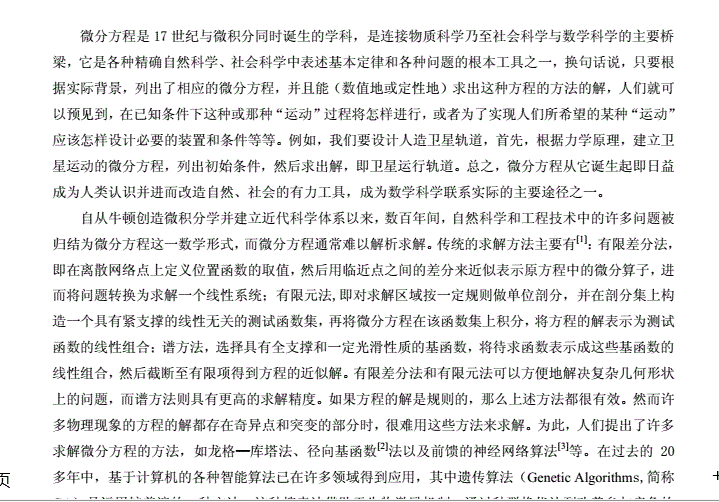 微分方程是 17 世纪与微积分同时诞生的学科，是连接物质科学乃至社会科学与数学科学的主要桥
梁，它是各种精确自然科学、社会科学中表述基本定律和各种问题的根本工具之一，换句话说，只要根
据实际背景，列出了相应的微分方程，并且能（数值地或定性地）求出这种方程的方法的解，人们就可
以预见到，在已知条件下这种或那种“运动”过程将怎样进行，或者为了实现人们所希望的某种“运动”
应该怎样设计必要的装置和条件等等。例如，我们要设计人造卫星轨道，首先，根据力学原理，建立卫
星运动的微分方程，列出初始条件，然后求出解，即卫星运行轨道。总之，微分方程从它诞生起即日益
成为人类认识并进而改造自然、社会的有力工具，成为数学科学联系实际的主要途径之一。
自从牛顿创造微积分学并建立近代科学体系以来，数百年间，自然科学和工程技术中的许多问题被
归结为微分方程这一数学形式，而微分方程通常难以解析求解。传统的求解方法主要有[1]：有限差分法，
即在离散网络点上定义位置函数的取值，然后用临近点之间的差分来近似表示原方程中的微分算子，进
而将问题转换为求解一个线性系统；有限元法,即对求解区域按一定规则做单位剖分，并在剖分集上构
造一个具有紧支撑的线性无关的测试函数集，再将微分方程在该函数集上积分，将方程的解表示为测试
函数的线性组合；谱方法，选择具有全支撑和一定光滑性质的基函数，将待求函数表示成这些基函数的
线性组合，然后截断至有限项得到方程的近似解。有限差分法和有限元法可以方便地解决复杂几何形状
上的问题，而谱方法则具有更高的求解精度。如果方程的解是规则的，那么上述方法都很有效。然而许
多物理现象的方程的解都存在奇异点和突变的部分时，很难用这些方法来求解。为此，人们提出了许多
求解微分方程的方法，如龙格—库塔法、径向基函数[2]法以及前馈的神经网络算法[3]等。在过去的 20
页
多年中，基于计算机的各种智能算法已在许多领域得到应用，其中遗传算法（Genetic Algorithms, 简称